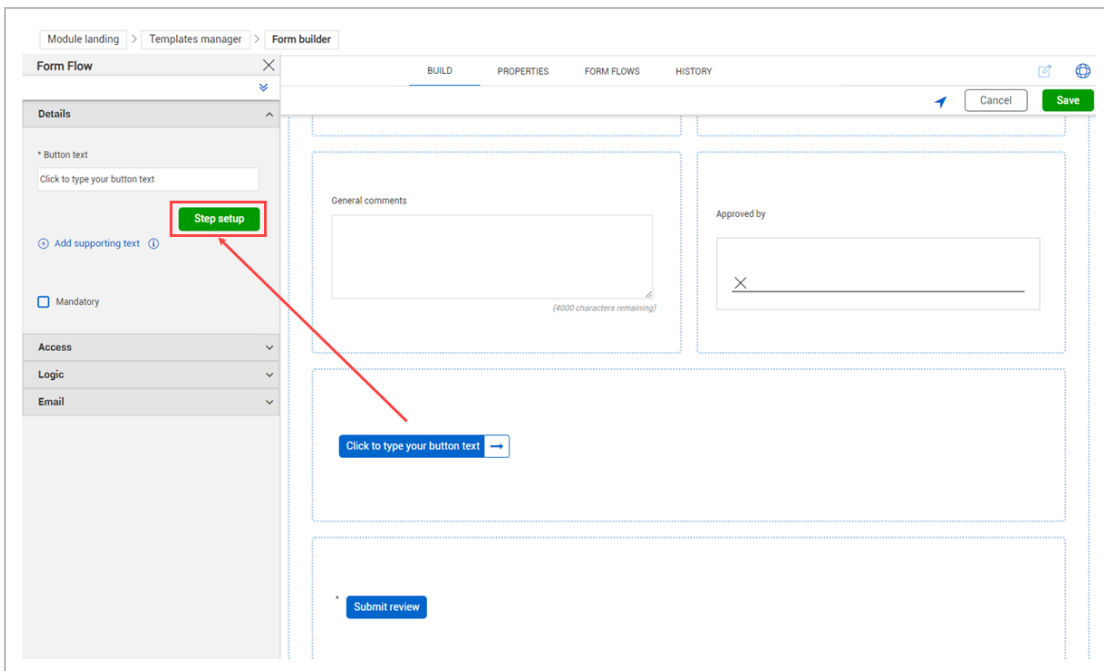 Module landing > Templates manager > Form builder
Form Flow
BUILD PROPERTIES FORM FLOWS HISTORY
Cancel Save
Details
* Button text
Click to type your button text
Step setup
Add supporting text
Mandatory
Access
Logic
Email
General comments
(4000 characters remaining)
Approved by
Click to type your button text
* Submit review